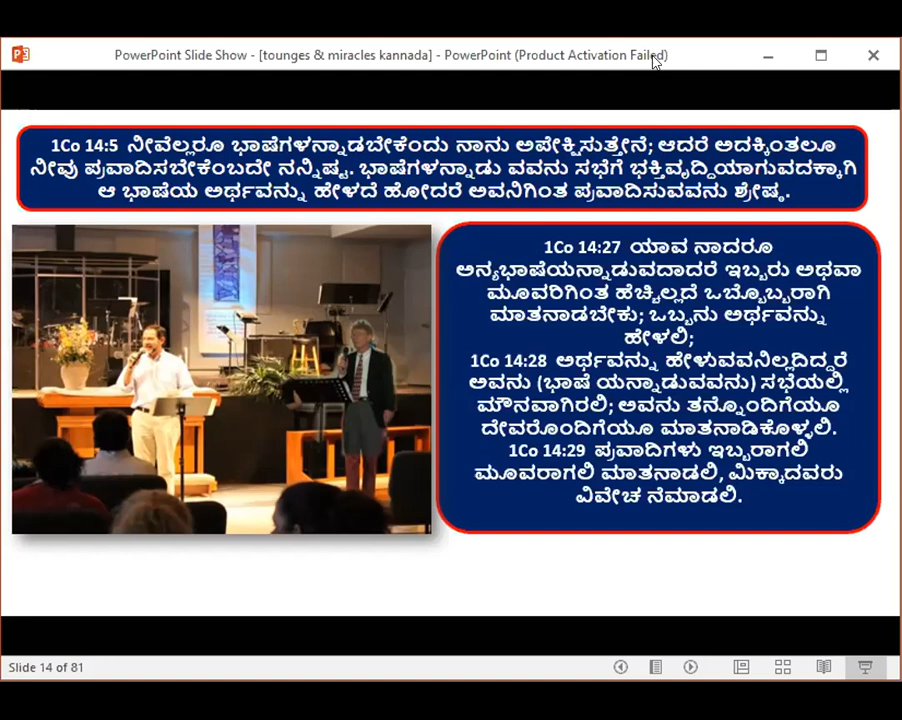 PowerPoint Slide Show - [tounges & miracles kannada] - PowerPoint (Product Activation Failed)
1Co 14:5 ನೀವೆಲ್ಲರೂ ಭಾಷೆಗಳನ್ನಾಡಬೇಕೆಂದು ನಾನು ಅಪೇಕ್ಷಿಸುತ್ತೇನೆ; ಆದರೆ ಅದಕ್ಕಿಂತಲೂ
ನೀವು ಪ್ರವಾದಿಸಬೇಕೆಂಬದೇ ನನ್ನಿಷ್ಟ. ಭಾಷೆಗಳನ್ನಾಡು ವವನು ಸಭೆಗೆ ಭಕ್ತಿವೃದ್ಧಿಯಾಗುವದಕ್ಕಾಗಿ
ಆ ಭಾಷೆಯ ಅರ್ಥವನ್ನು ಹೇಳದೆ ಹೋದರೆ ಅವನಿಗಿಂತ ಪ್ರವಾದಿಸುವವನು ಶ್ರೇಷ್ಠ.
1Co 14:27 ಯಾವ ನಾದರೂ
ಅನ್ಯಭಾಷೆಯನ್ನಾಡುವದಾದರೆ ಇಬ್ಬರು ಅಥವಾ
ಮೂವರಿಗಿಂತ ಹೆಚ್ಚಿಲ್ಲದೆ ಒಬ್ಬೊಬ್ಬರಾಗಿ
ಮಾತನಾಡಬೇಕು; ಒಬ್ಬನು ಅರ್ಥವನ್ನು
ಹೇಳಲಿ;
1Co 14:28 ಅರ್ಥವನ್ನು ಹೇಳುವವನಿಲ್ಲದಿದ್ದರೆ
ಅವನು (ಭಾಷೆ ಯನ್ನಾಡುವವನು) ಸಭೆಯಲ್ಲಿ
ಮೌನವಾಗಿರಲಿ; ಅವನು ತನ್ನೊಂದಿಗೆಯೂ
ದೇವರೊಂದಿಗೆಯೂ ಮಾತನಾಡಿಕೊಳ್ಳಲಿ.
1Co 14:29 ಪ್ರವಾದಿಗಳು ಇಬ್ಬರಾಗಲಿ
ಮೂವರಾಗಲಿ ಮಾತನಾಡಲಿ, ಮಿಕ್ಕಾದವರು
ವಿವೇಚ ನೆಮಾಡಲಿ.
Slide 14 of 81